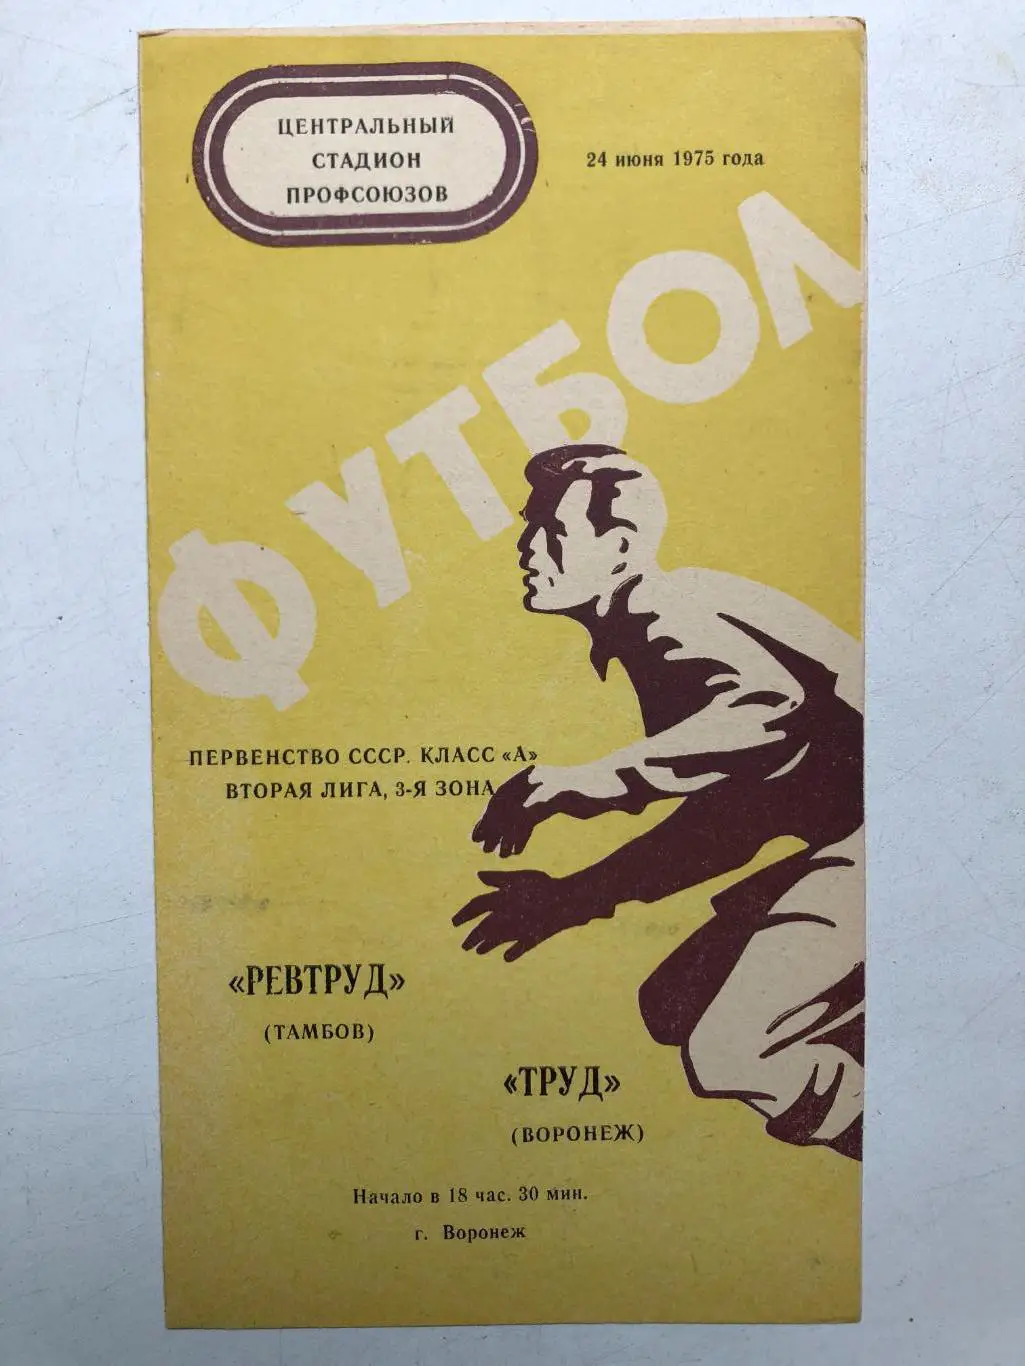 ЦЕНТРАЛЬНЫЙ
СТАДИОН
ПРОФСОЮЗОВ
24 июня 1975 года
ФУТБОЛ
ПЕРВЕНСТВО СССР. КЛАСС «А»
ВТОРАЯ ЛИГА, 3-Я ЗОНА
«РЕВТРУД»
(ТАМБОВ)
«ТРУД»
(ВОРОНЕЖ)
Начало в 18 час. 30 мин.
г. Воронеж